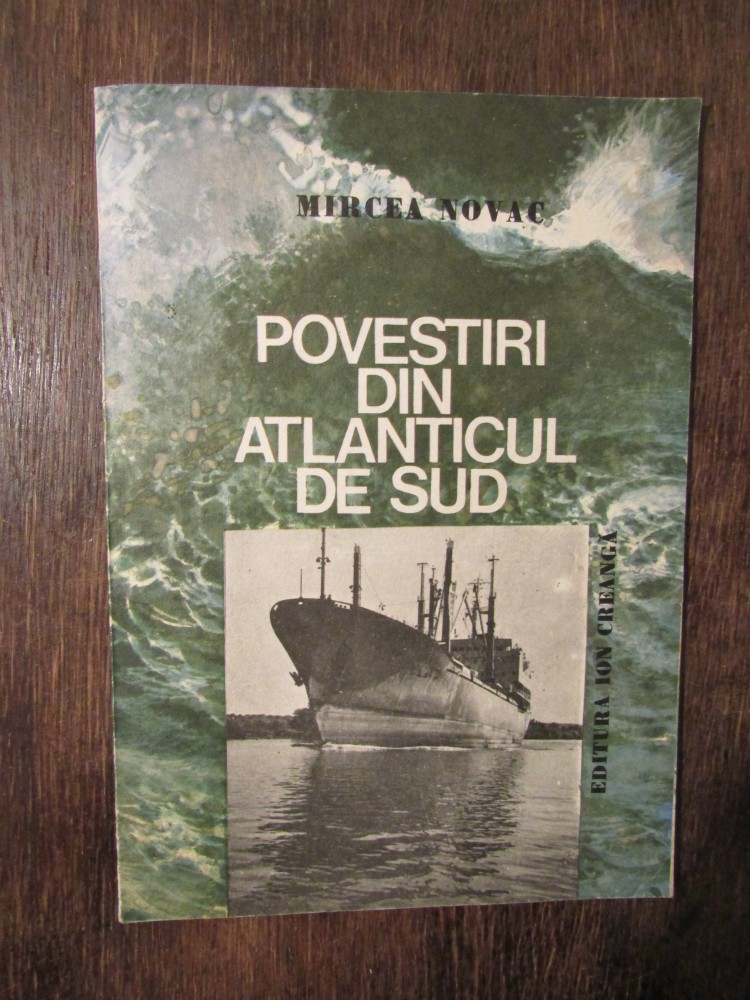 MIRCEA NOVAC
POVESTIRI
DIN
ATLANTICUL
DE SUD
EDITURA ION CREANGĂ